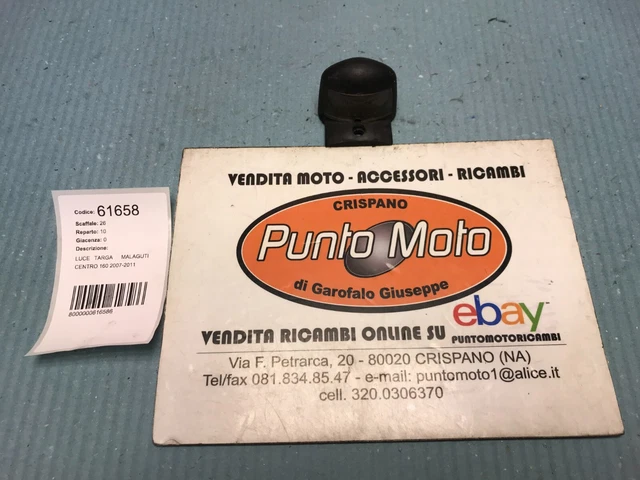 VENDITA MOTO - ACCESSORI - RICAMBI
CRISPANO
Punto Moto
di Garofalo Giuseppe
VENDITA RICAMBI ONLINE SU ebay™
PUNTOMOTORICAMBI
Via F. Petrarca, 20 - 80020 CRISPANO (NA)
Tel/fax 081.834.85.47 - e-mail: puntomoto1@alice.it
cell. 320.0306370
Codice: 61658
Scaffale: 26
Reparto: 10
Giacenza: 0
Descrizione:
LUCE TARGA MALAGUTI
CENTRO 160 2007-2011
8000000616586